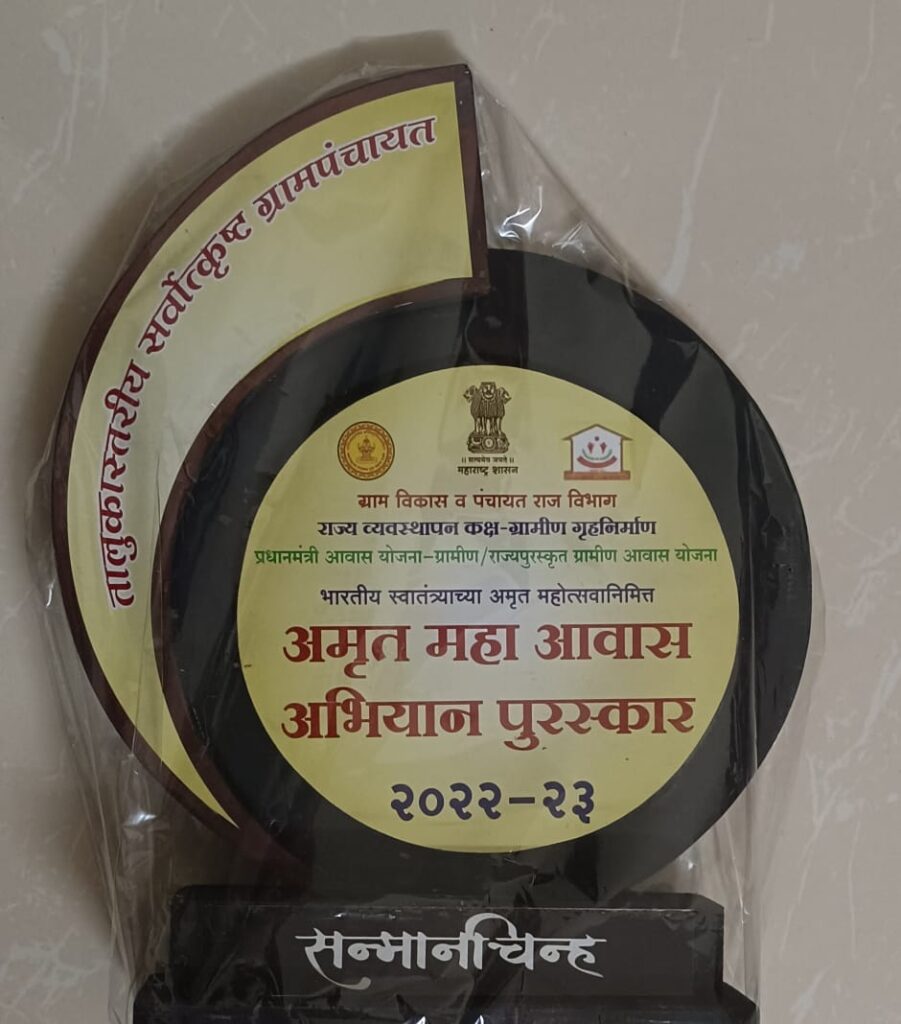 तालुकास्तरीय सर्वोत्कृष्ट ग्रामपंचायत
॥ सत्यमेव जयते ॥
महाराष्ट्र शासन
ग्राम विकास व पंचायत राज विभाग
राज्य व्यवस्थापन कक्ष-ग्रामीण गृहनिर्माण
प्रधानमंत्री आवास योजना–ग्रामीण/राज्यपुरस्कृत ग्रामीण आवास योजना
भारतीय स्वातंत्र्याच्या अमृत महोत्सवानिमित्त
अमृत महा आवास
अभियान पुरस्कार
२०२२–२३
सन्मानचिन्ह